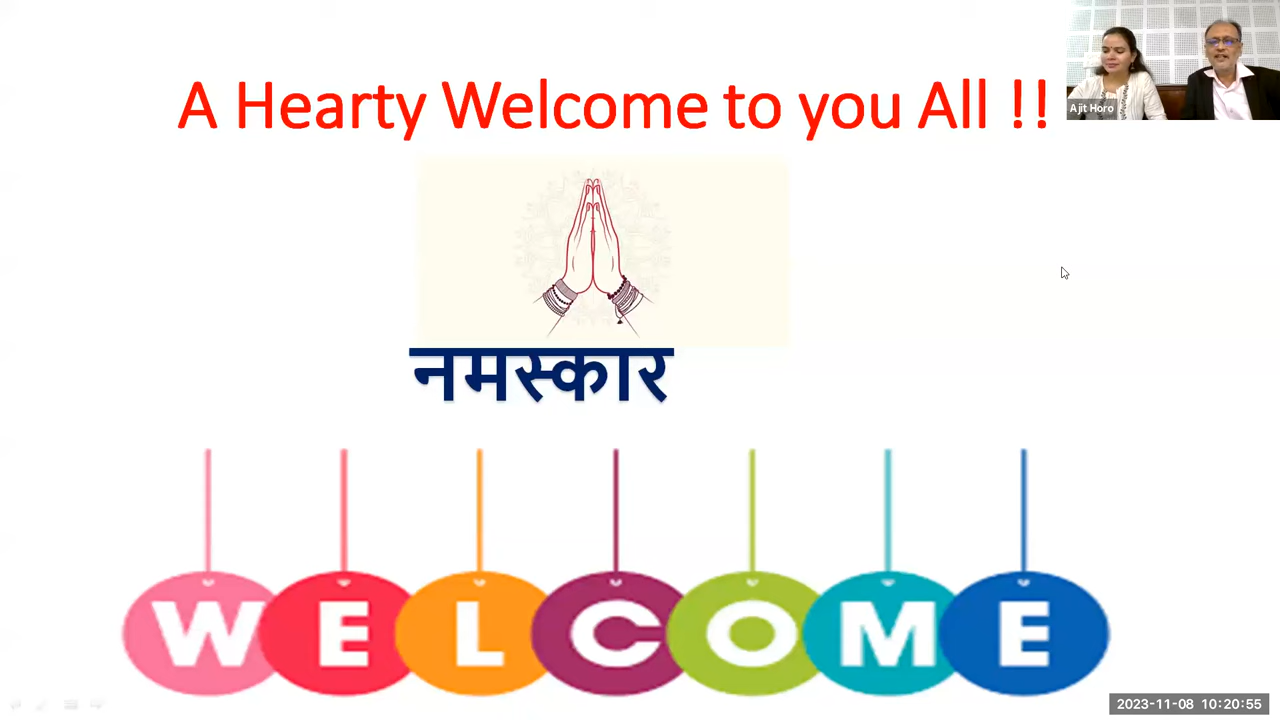 A Hearty Welcome to you All !!
Ajit Horo
नमस्कार
WELCOME
2023-11-08 10:20:55